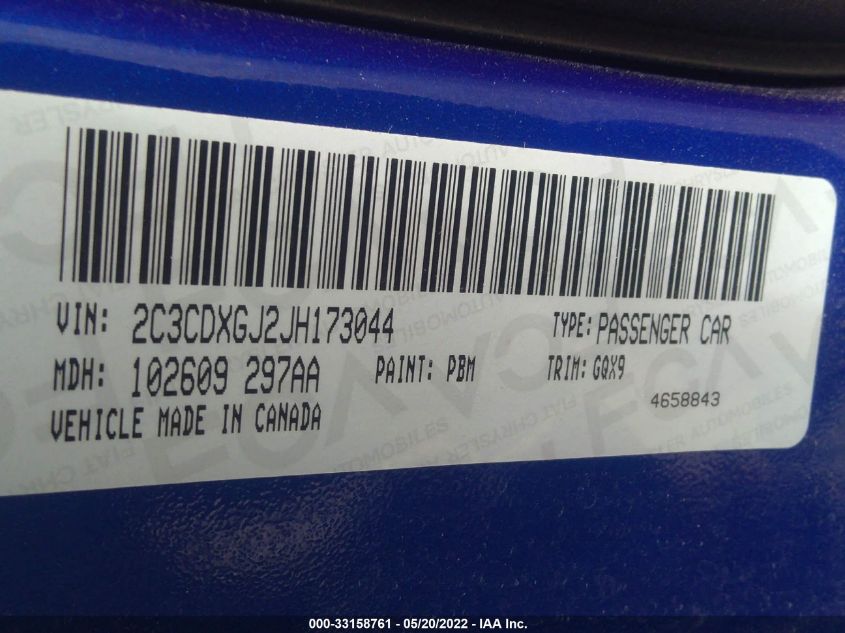 VIN: 2C3CDXGJ2JH173044 TYPE: PASSENGER CAR
MDH: 102609 297AA PAINT: PBM TRIM: GQX9
VEHICLE MADE IN CANADA 4658843
000-33158761 - 05/20/2022 - IAA Inc.